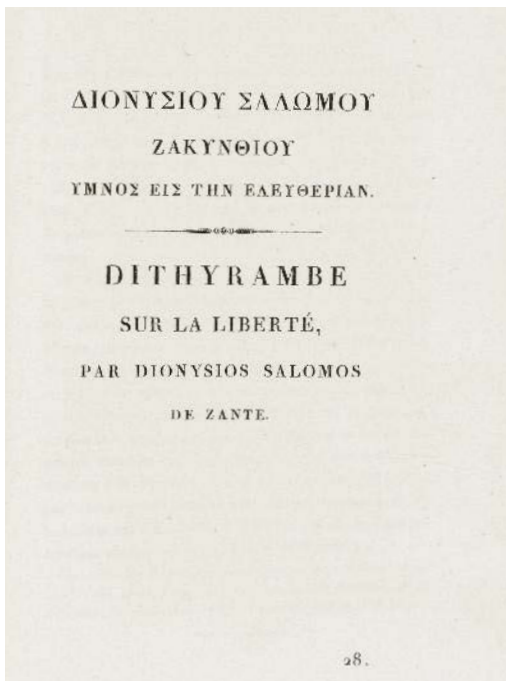 ΔΙΟΝΥΣΙΟΥ ΣΑΛΩΜΟΥ
ΖΑΚΥΝΘΙΟΥ
ΥΜΝΟΣ ΕΙΣ ΤΗΝ ΕΛΕΥΘΕΡΙΑΝ.
DITHYRAMBE
SUR LA LIBERTÉ,
PAR DIONYSIOS SALOMOS
DE ZANTE.
28.